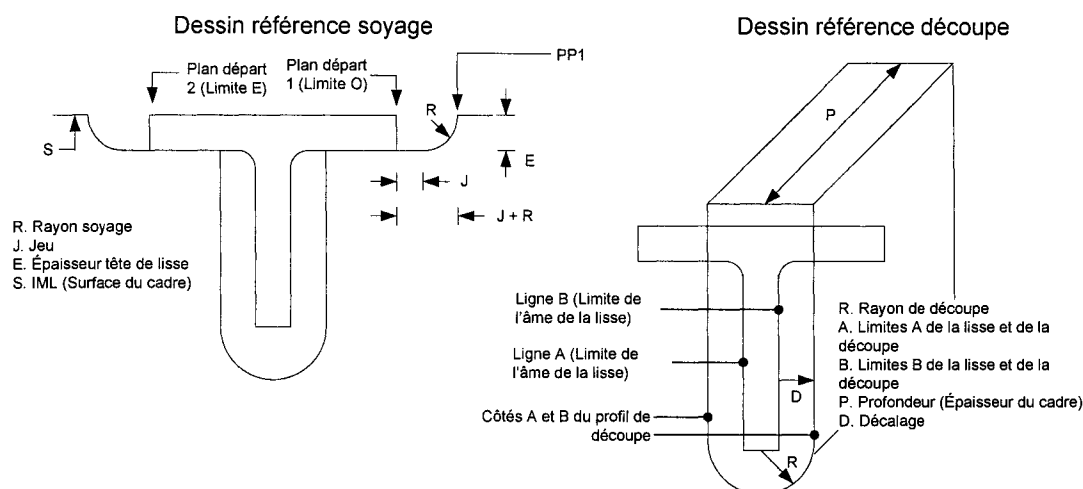 Dessin référence soyage
PP1
Plan départ
2 (Limite E)
Plan départ
1 (Limite O)
R
S
E
J
J + R
R. Rayon soyage
J. Jeu
E. Épaisseur tête de lisse
S. IML (Surface du cadre)
Dessin référence découpe
P
Ligne B (Limite de
l'âme de la lisse)
Ligne A (Limite de
l'âme de la lisse)
D
Côtés A et B du profil de
découpe
R
R. Rayon de découpe
A. Limites A de la lisse et de la
découpe
B. Limites B de la lisse et de la
découpe
P. Profondeur (Épaisseur du cadre)
D. Décalage